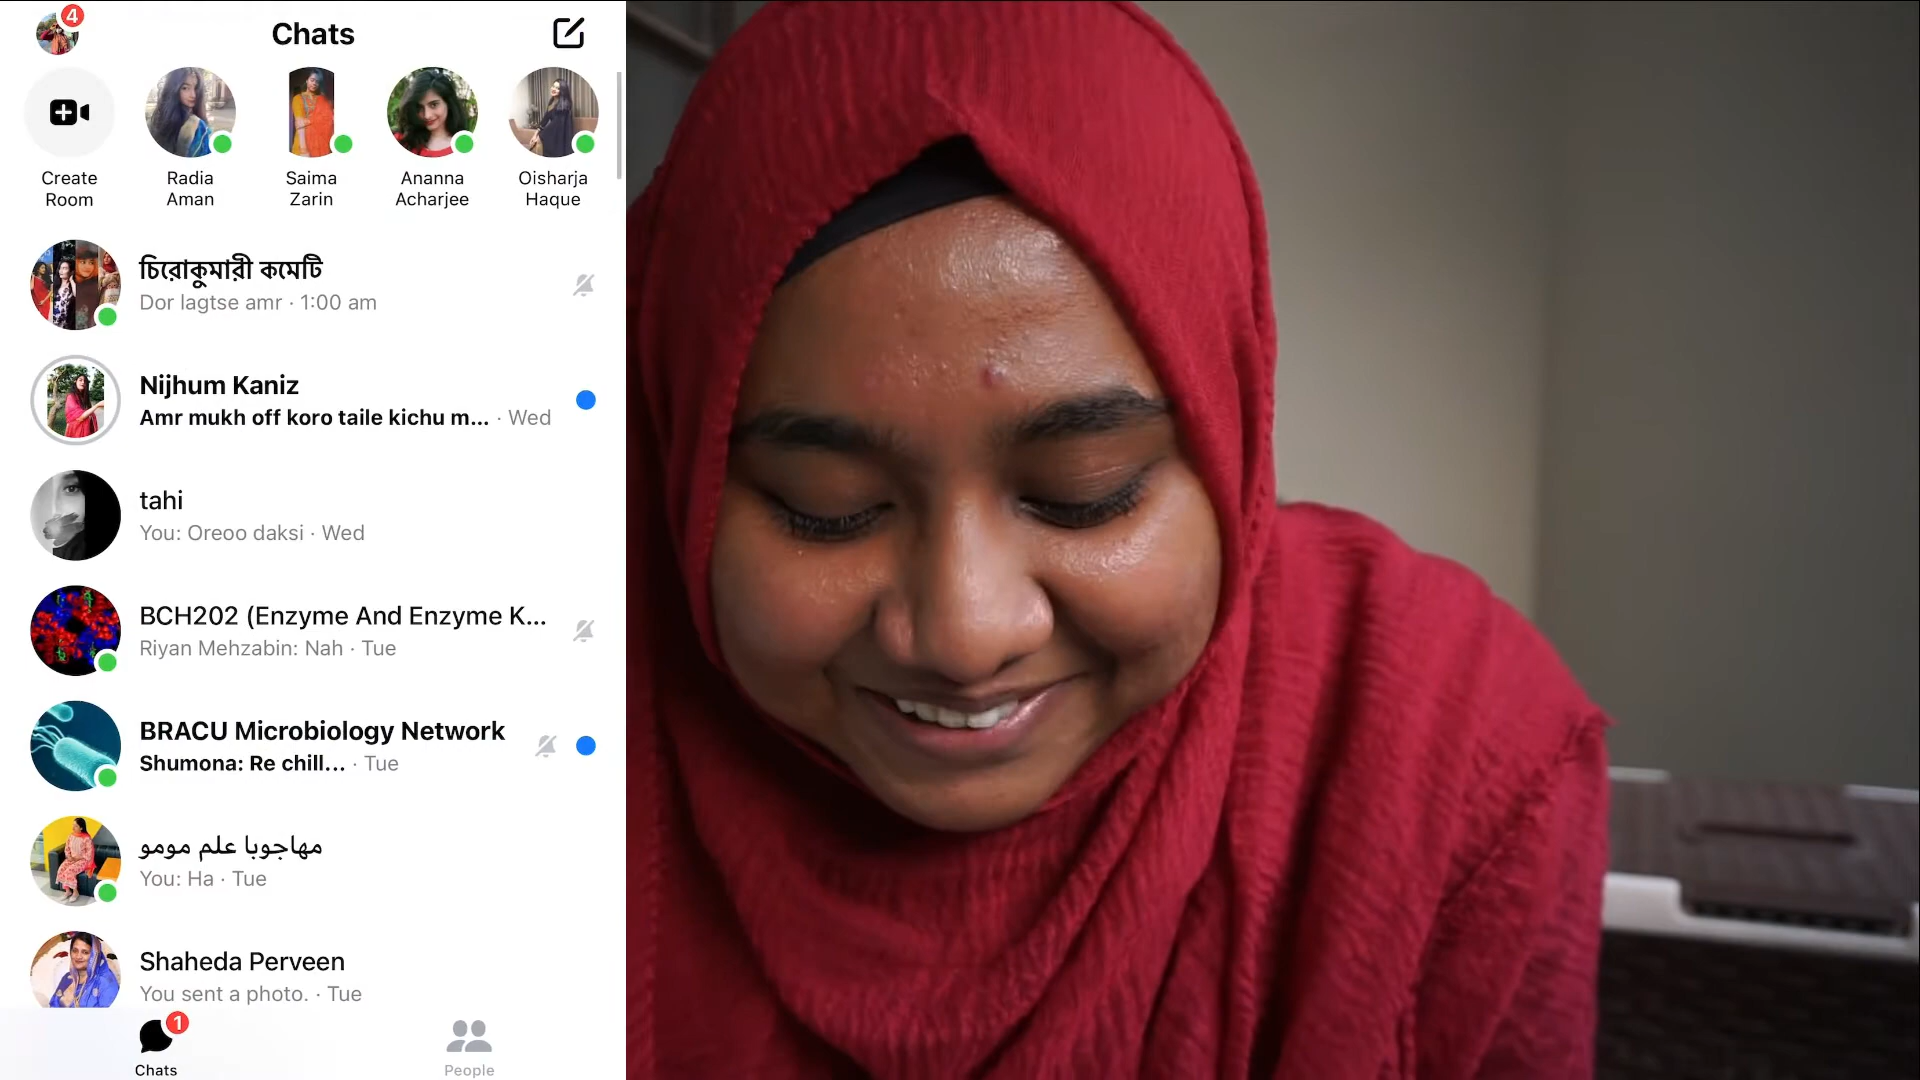 4
Chats
Create
Room
Radia
Aman
Saima
Zarin
Ananna
Acharjee
Oisharja
Haque
চিরোকুমারী কমেটি
Dor lagtse amr · 1:00 am
Nijhum Kaniz
Amr mukh off koro taile kichu m... · Wed
tahi
You: Oreoo daksi · Wed
BCH202 (Enzyme And Enzyme K...
Riyan Mehzabin: Nah · Tue
BRACU Microbiology Network
Shumona: Re chill... · Tue
مهاجوبا علم مومو
You: Ha · Tue
Shaheda Perveen
You sent a photo. · Tue
1
Chats
People